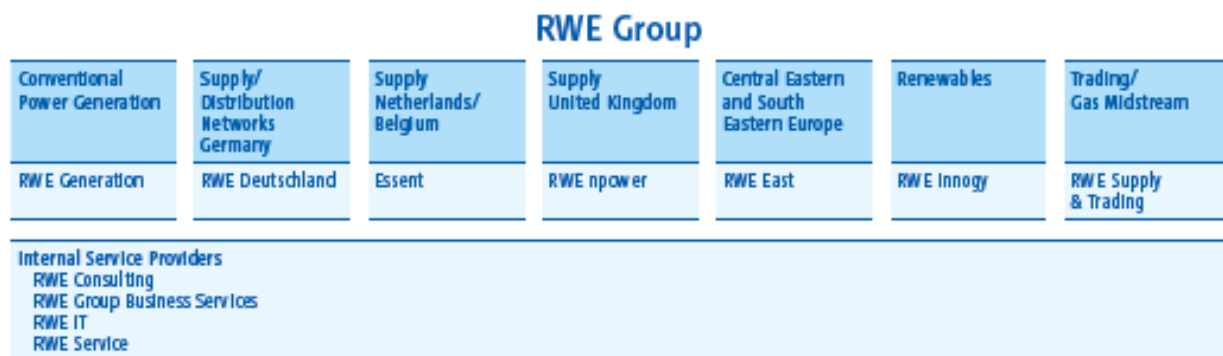 RWE Group
Conventional
Power Generation
Supply/
Distribution
Networks
Germany
Supply
Netherlands/
Belgium
Supply
United Kingdom
Central Eastern
and South
Eastern Europe
Renewables
Trading/
Gas Midstream
RWE Generation
RWE Deutschland
Essent
RWE npower
RWE East
RWE Innogy
RWE Supply
& Trading
Internal Service Providers
RWE Consulting
RWE Group Business Services
RWE IT
RWE Service